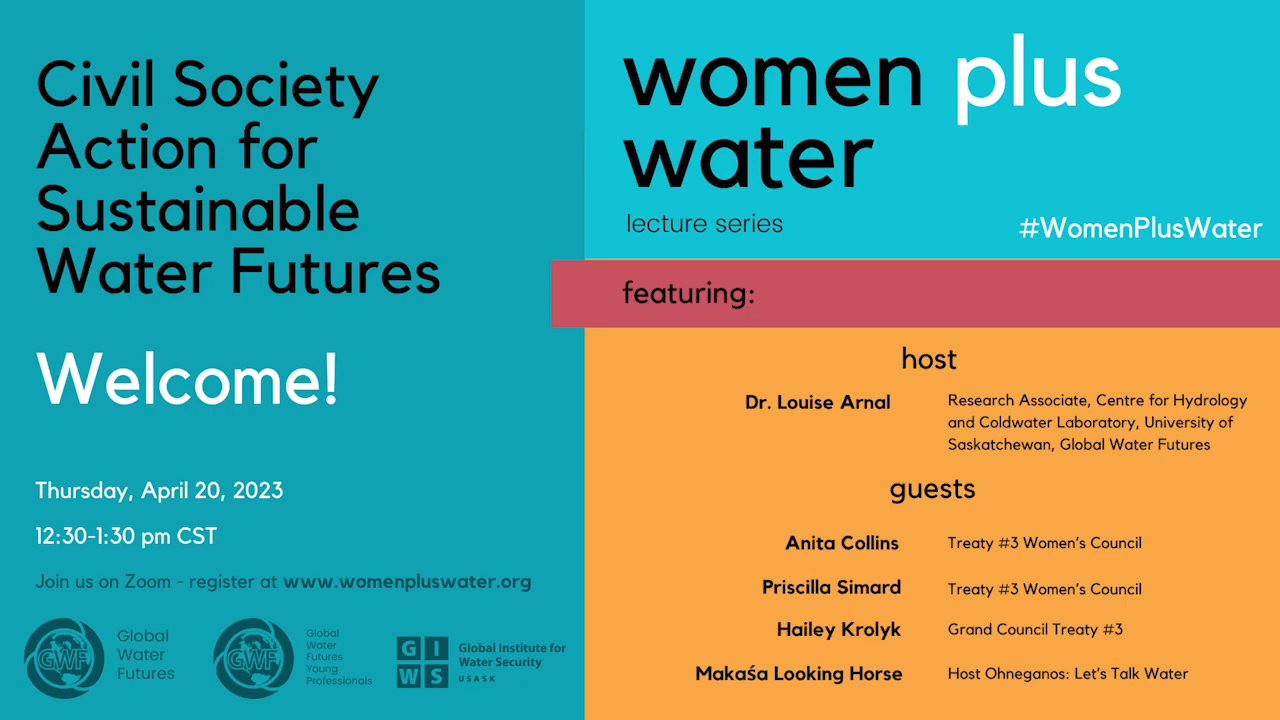 Civil Society
Action for
Sustainable
Water Futures
Welcome!
Thursday, April 20, 2023
12:30-1:30 pm CST
Join us on Zoom - register at www.womenpluswater.org
GWF
Global
Water
Futures
GWF
Global
Water
Futures
Young
Professionals
G I
W S
Global Institute for
Water Security
USASK
women plus
water
lecture series
#WomenPlusWater
featuring:
host
Dr. Louise Arnal
Research Associate, Centre for Hydrology
and Coldwater Laboratory, University of
Saskatchewan, Global Water Futures
guests
Anita Collins Treaty #3 Women's Council
Priscilla Simard Treaty #3 Women's Council
Hailey Krolyk Grand Council Treaty #3
Makaśa Looking Horse Host Ohneganos: Let's Talk Water